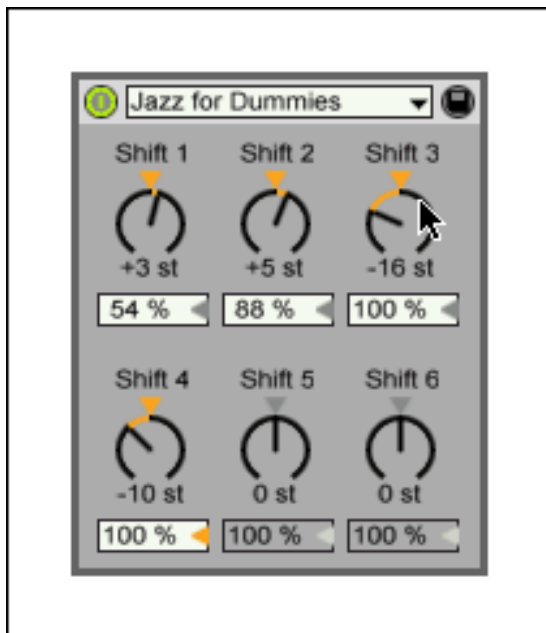 Jazz for Dummies
Shift 1 Shift 2 Shift 3
+3 st +5 st -16 st
54 % 88 % 100 %
Shift 4 Shift 5 Shift 6
-10 st 0 st 0 st
100 % 100 % 100 %